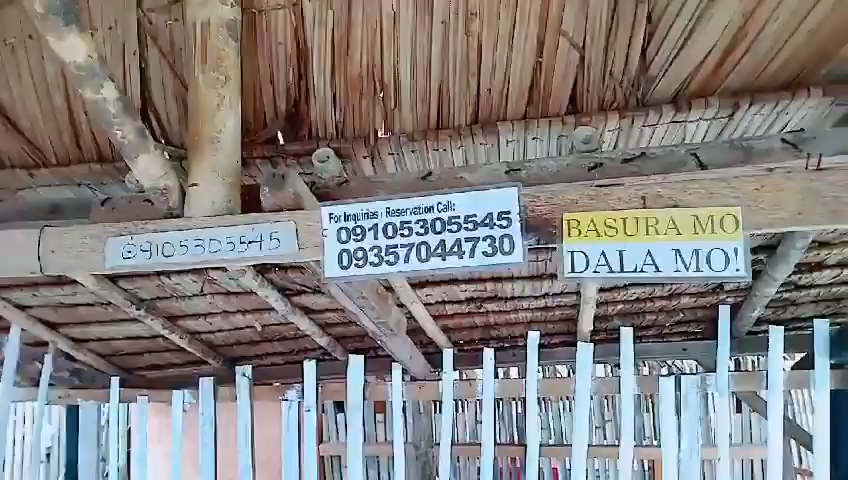 09105305545
For Inquiries / Reservation Call:
09105305545
09357044730
BASURA MO
DALA MO!